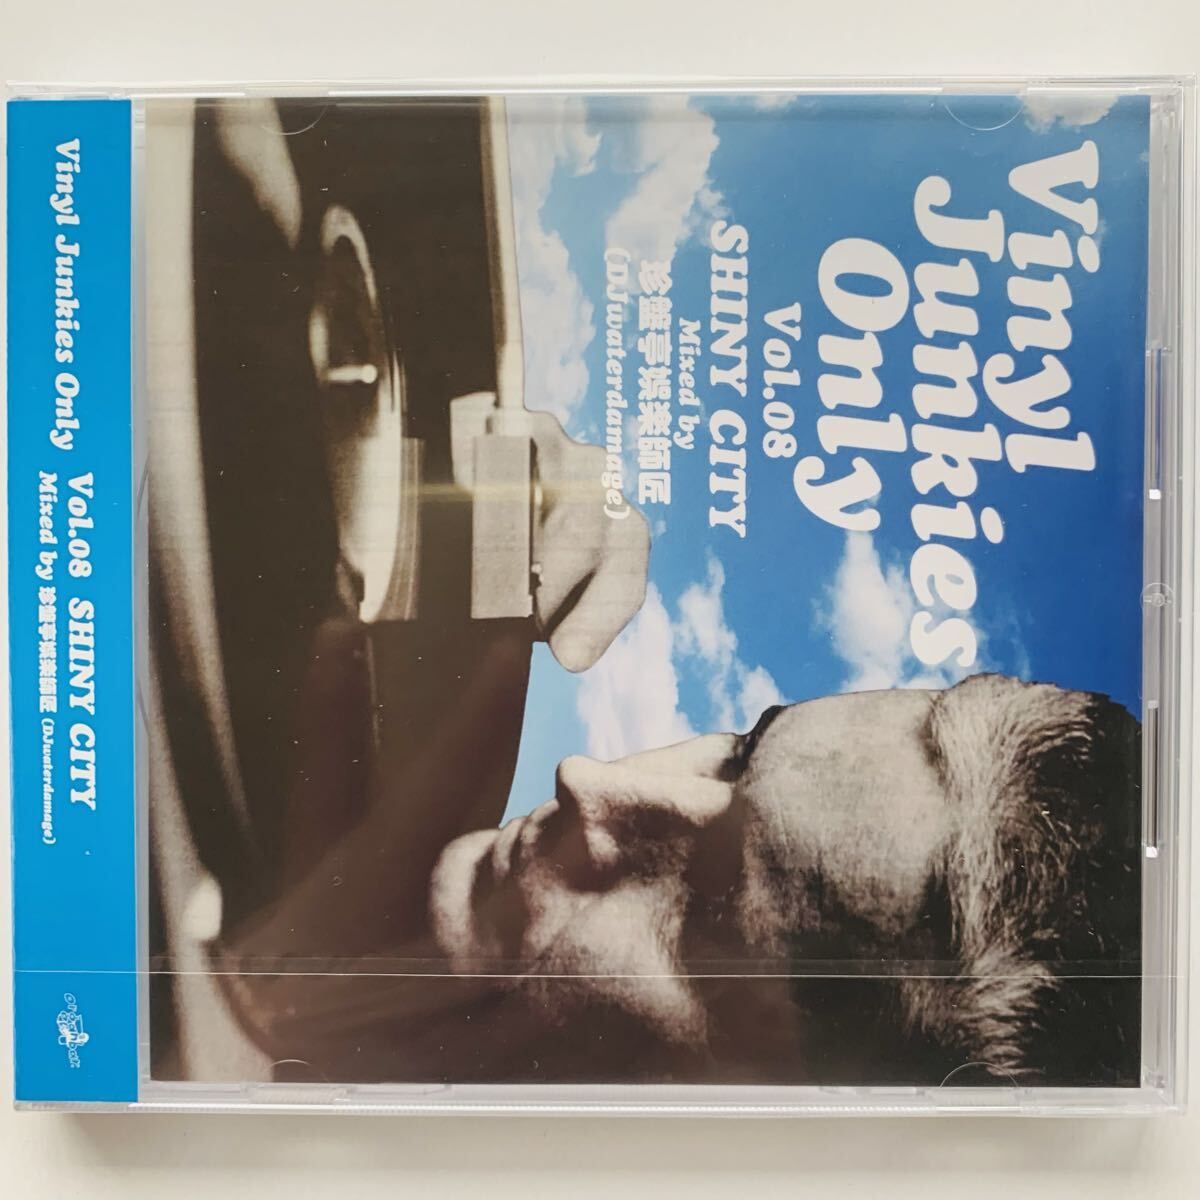 Vinyl
Junkies
Only
Vol.08
SHINY CITY
Mixed by
珍盤亭娯楽師匠
(DJwaterdamage)
Vinyl Junkies Only Vol.08 SHINY CITY
Mixed by 珍盤亭娯楽師匠 (DJwaterdamage)